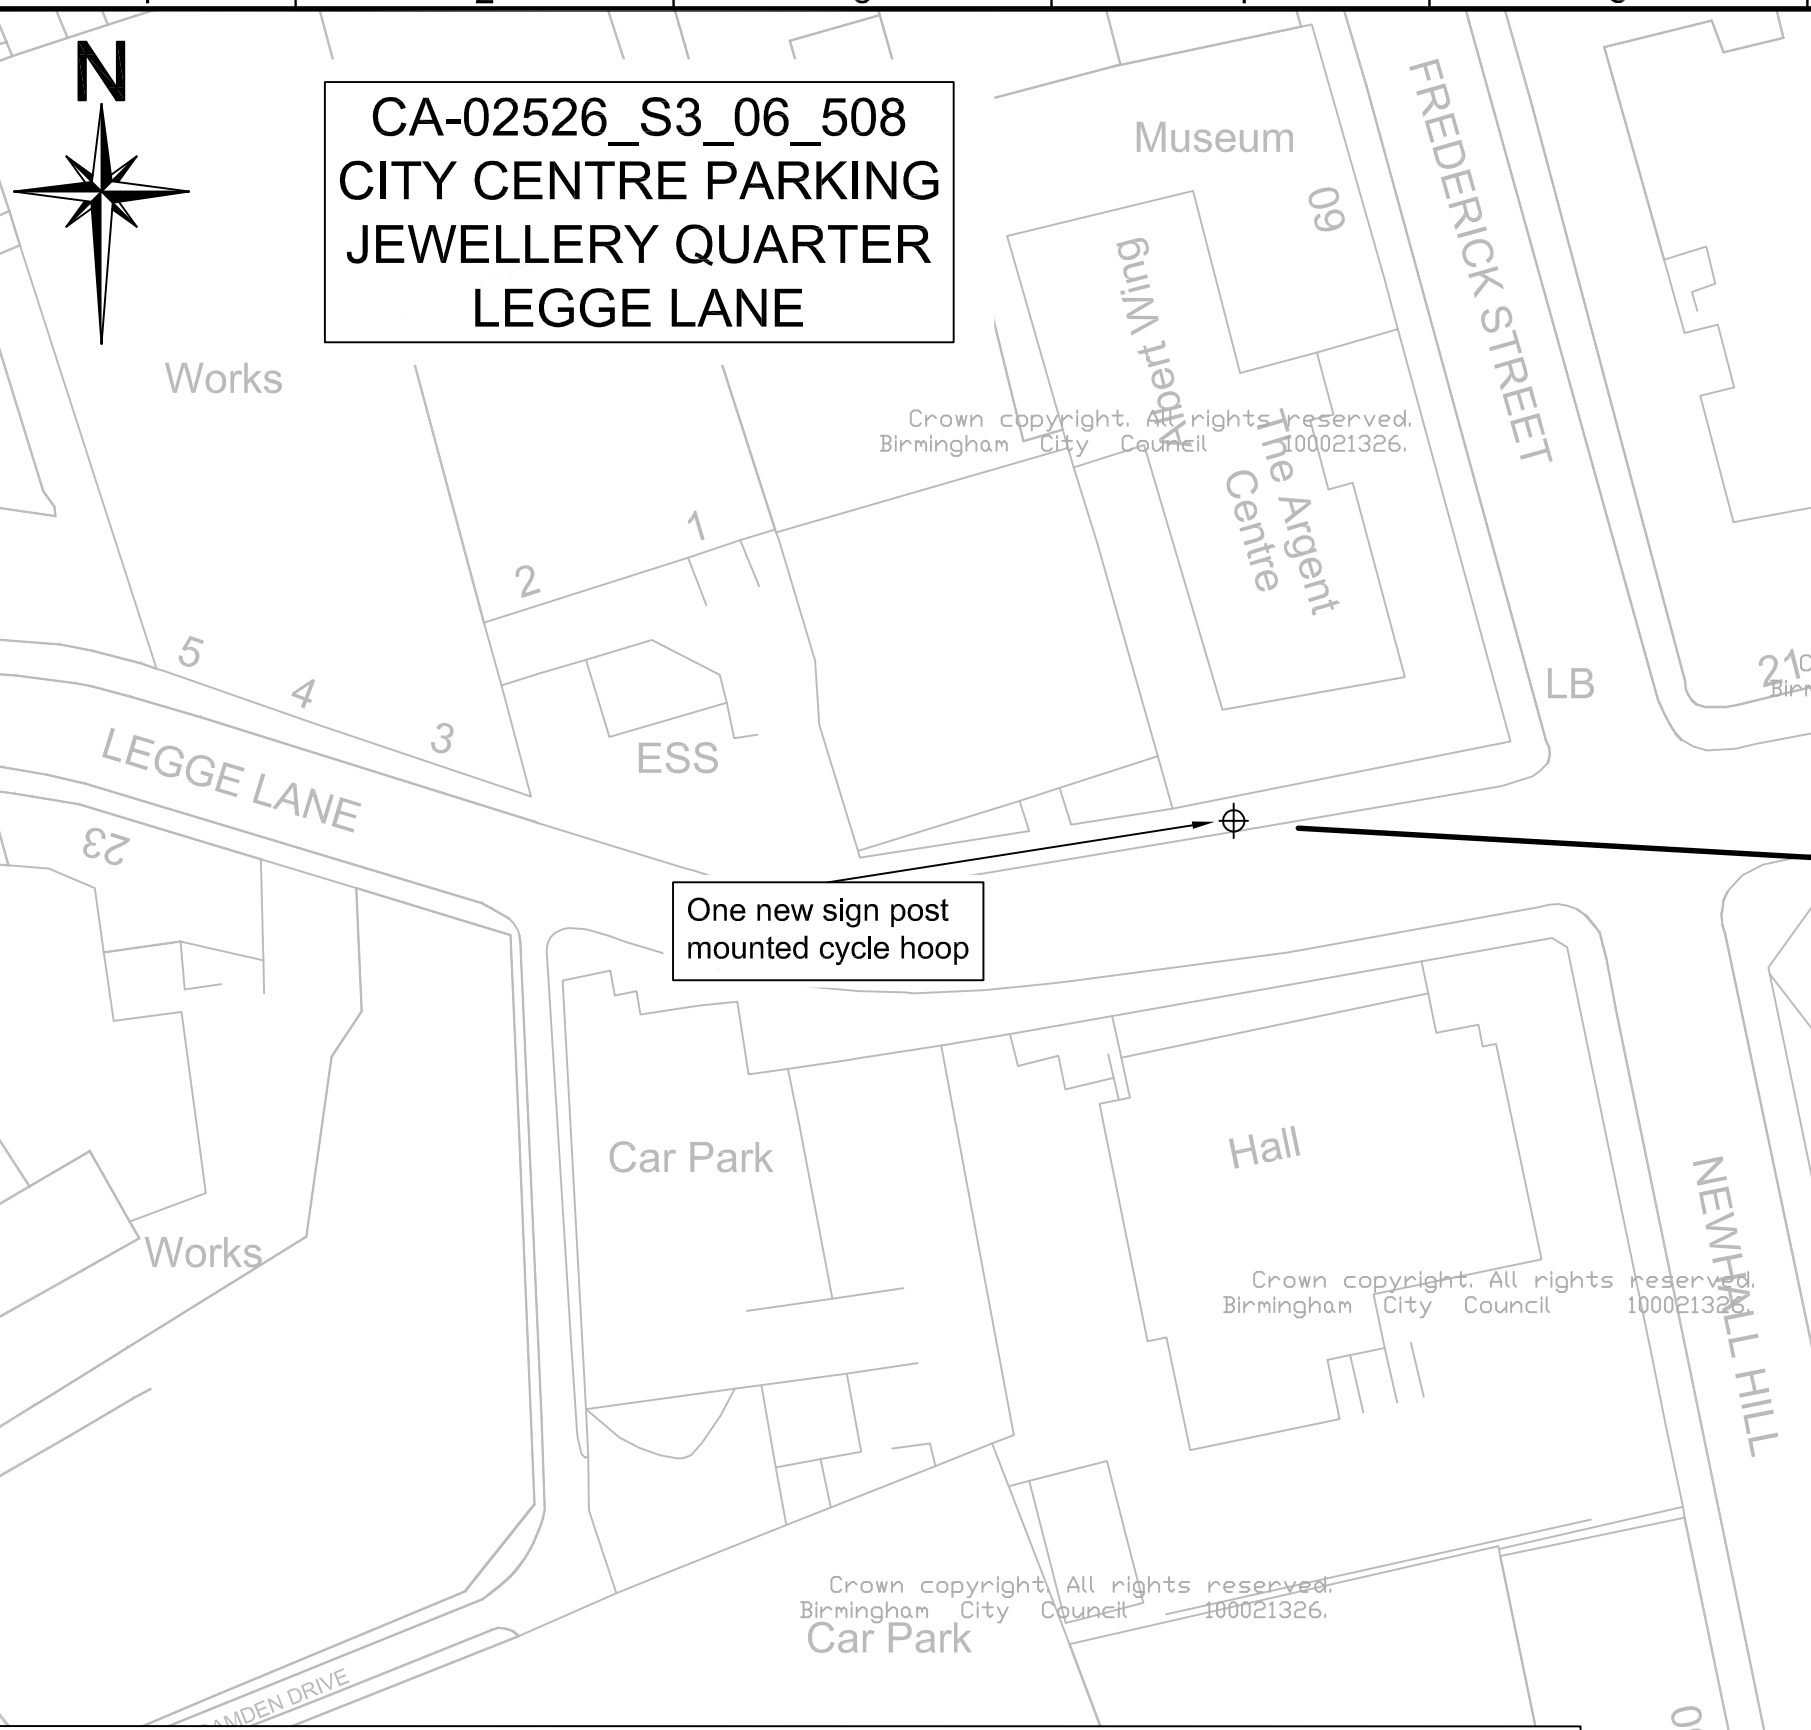 N
CA-02526_S3_06_508
CITY CENTRE PARKING
JEWELLERY QUARTER
LEGGE LANE
Museum
60
FREDERICK STREET
Albert Wing
Works
Crown copyright. All rights reserved.
Birmingham City Council 100021326.
The Argent
Centre
1
2
5
4
3
LB
21
LEGGE LANE
ESS
23
One new sign post
mounted cycle hoop
Car Park
Hall
NEWHALL HILL
Works
Crown copyright. All rights reserved.
Birmingham City Council 100021326.
Crown copyright. All rights reserved.
Birmingham City Council 100021326.
Car Park
AMDEN DRIVE